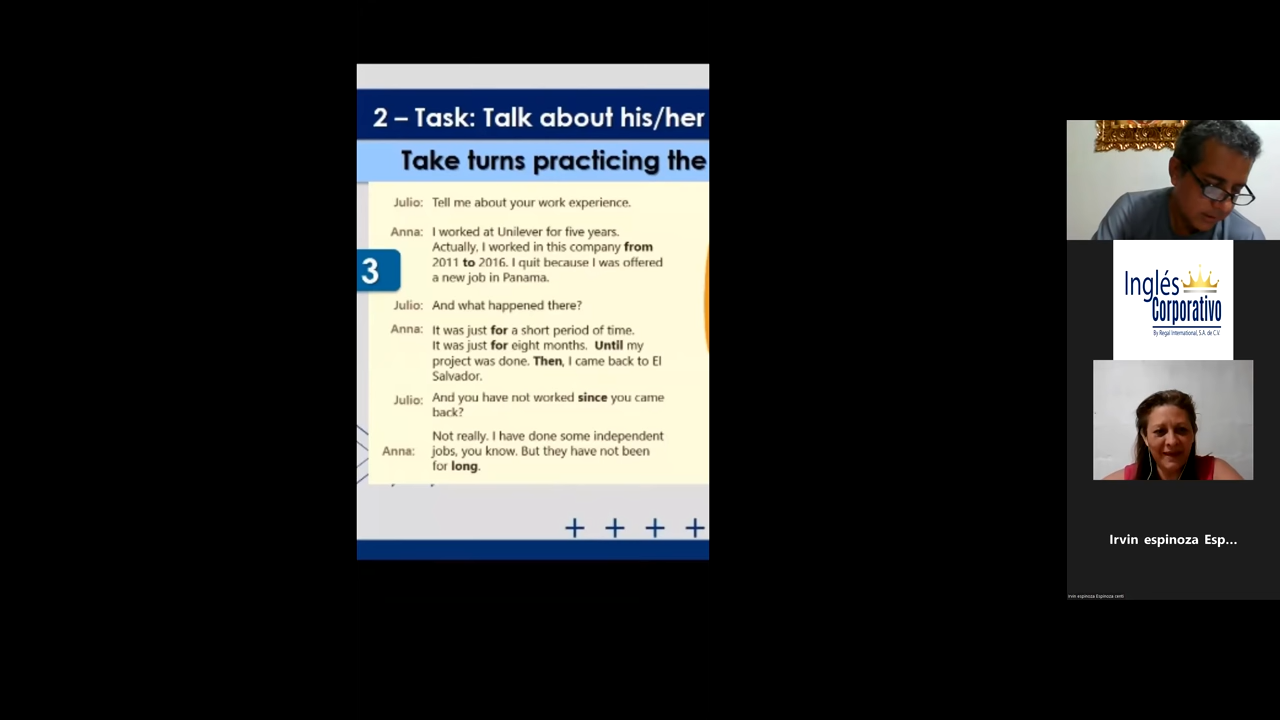 2 – Task: Talk about his/her
Take turns practicing the
Julio: Tell me about your work experience.
Anna: I worked at Unilever for five years.
Actually, I worked in this company from
2011 to 2016. I quit because I was offered
a new job in Panama.
3
Julio: And what happened there?
Anna: It was just for a short period of time.
It was just for eight months. Until my
project was done. Then, I came back to El
Salvador.
Julio: And you have not worked since you came
back?
Not really. I have done some independent
Anna: jobs, you know. But they have not been
for long.
+ + + +
Inglés
Corporativo
By Regal International, S.A. de C.V.
Irvin espinoza Esp...
Irvin espinoza Espinoza centi